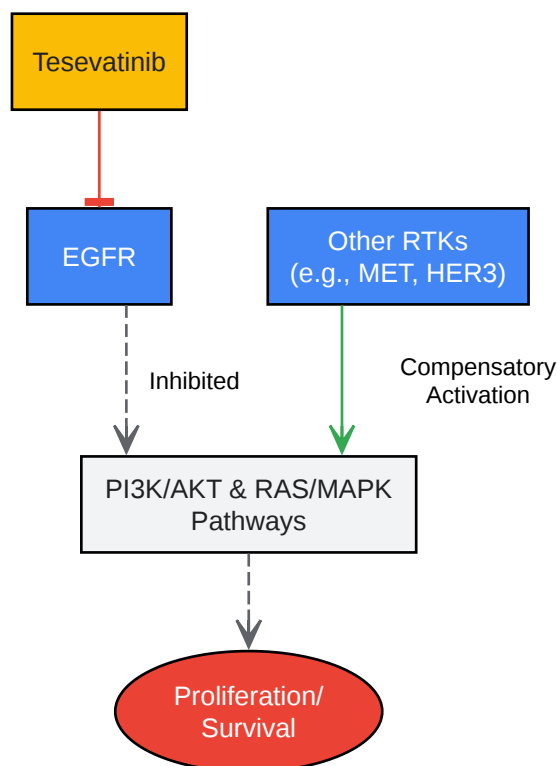 Tesevatinib
EGFR
Other RTKs
(e.g., MET, HER3)
Inhibited
Compensatory
Activation
PI3K/AKT & RAS/MAPK
Pathways
Proliferation/
Survival